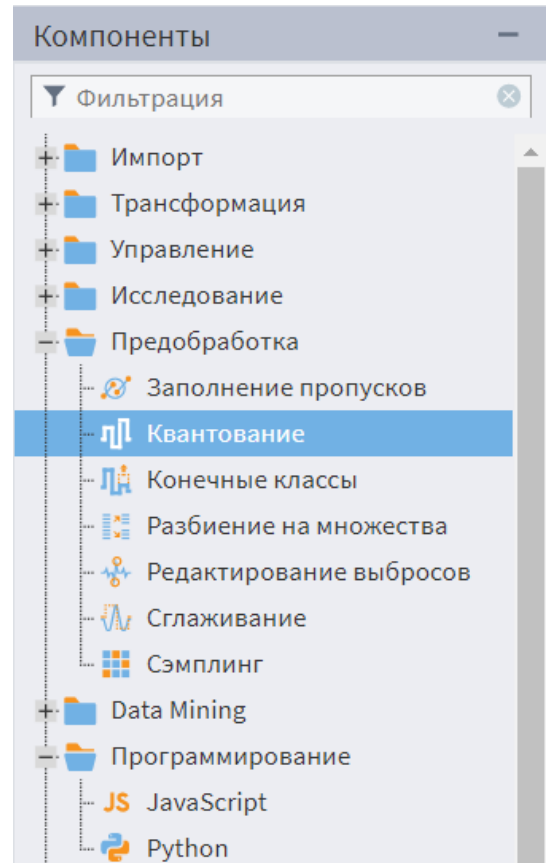 Компоненты
Фильтрация
Импорт
Трансформация
Управление
Исследование
Предобработка
Заполнение пропусков
Квантование
Конечные классы
Разбиение на множества
Редактирование выбросов
Сглаживание
Сэмплинг
Data Mining
Программирование
JS JavaScript
Python